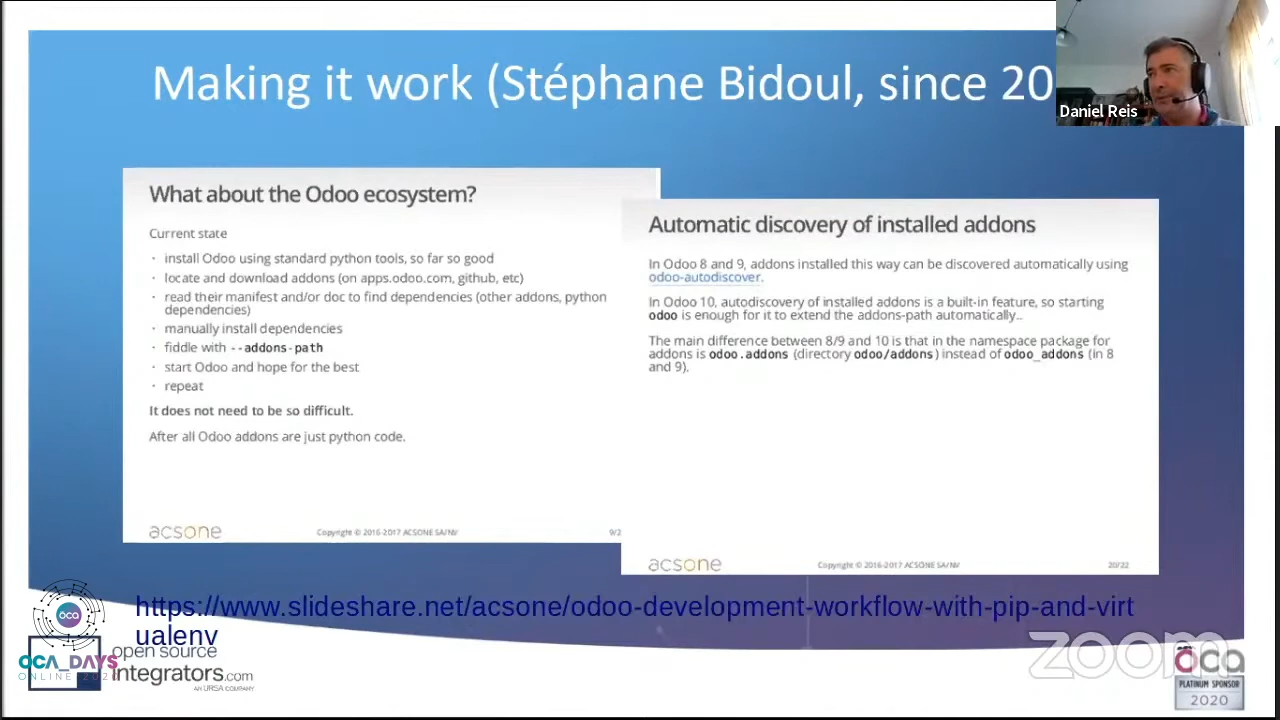 Making it work (Stéphane Bidoul, since 20
Daniel Reis
What about the Odoo ecosystem?
Current state
· install Odoo using standard python tools, so far so good
· locate and download addons (on apps.odoo.com, github, etc)
· read their manifest and/or doc to find dependencies (other addons, python
dependencies)
· manually install dependencies
· fiddle with --addons-path
· start Odoo and hope for the best
· repeat
It does not need to be so difficult.
After all Odoo addons are just python code.
acsone
Copyright © 2016-2017 ACSONE SA/NV
9/2
Automatic discovery of installed addons
In Odoo 8 and 9, addons installed this way can be discovered automatically using
odoo-autodiscover.
In Odoo 10, autodiscovery of installed addons is a built-in feature, so starting
odoo is enough for it to extend the addons-path automatically..
The main difference between 8/9 and 10 is that in the namespace package for
addons is odoo.addons (directory odoo/addons) instead of odoo_addons (in 8
and 9).
acsone
Copyright © 2016-2017 ACSONE SA/NV
20/22
https://www.slideshare.net/acsone/odoo-development-workflow-with-pip-and-virt
ualenv
oca
OCA_DAYS
ONLINE 2020
open source
integrators.com
AN URSA COMPANY
zoom
oca
PLATINUM SPONSOR
2020